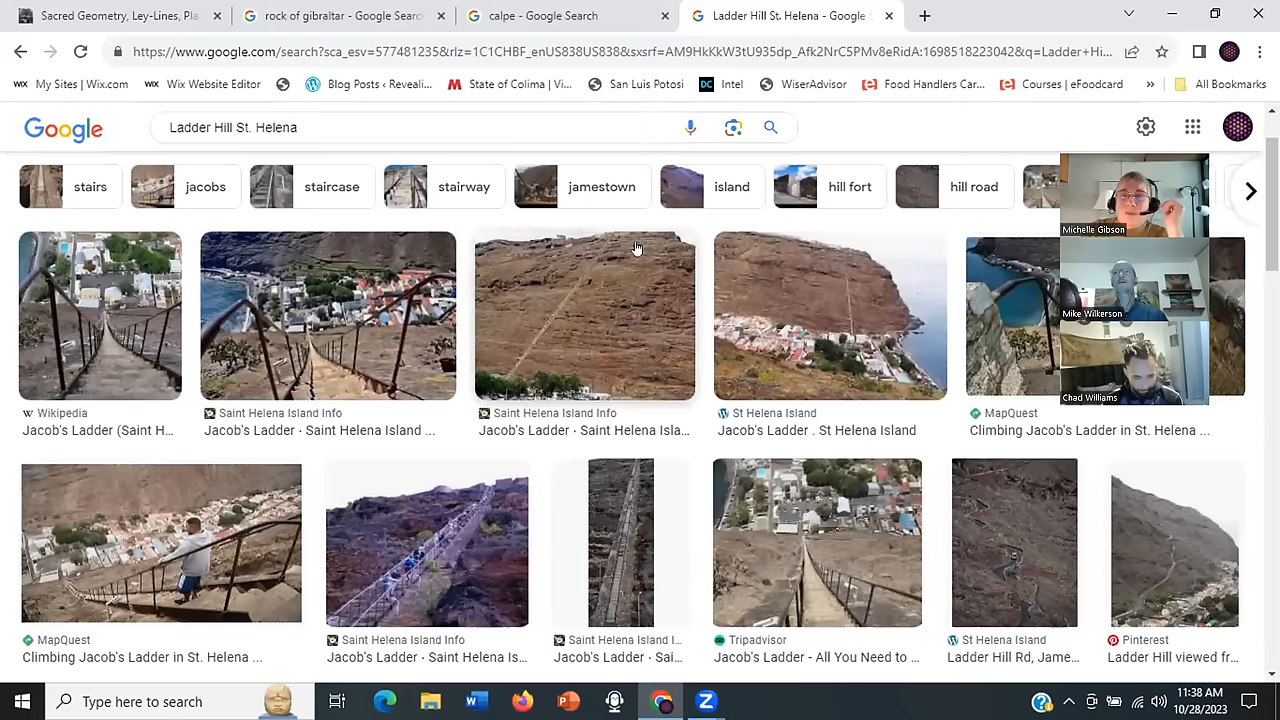 Sacred Geometry, Ley-Lines, Pla
rock of gibraltar - Google Searc
calpe - Google Search
Ladder Hill St. Helena - Google S
https://www.google.com/search?sca_esv=577481235&rlz=1C1CHBF_enUS838US838&sxsrf=AM9HkKkW3tU935dp_Afk2NrC5PMv8eRidA:1698518223042&q=Ladder+Hi...
WIX My Sites | Wix.com
WIX Wix Website Editor
Blog Posts ‹ Reveali...
State of Colima | Vi...
San Luis Potosi
DC Intel
WiserAdvisor
Food Handlers Car...
Courses | eFoodcard
»
All Bookmarks
Google
Ladder Hill St. Helena
stairs
jacobs
staircase
stairway
jamestown
island
hill fort
hill road
Michelle Gibson
Mike Wilkerson
Chad Williams
W Wikipedia
Jacob's Ladder (Saint H...
Saint Helena Island Info
Jacob's Ladder · Saint Helena Island ...
Saint Helena Island Info
Jacob's Ladder · Saint Helena Isla...
St Helena Island
Jacob's Ladder . St Helena Island
MapQuest
Climbing Jacob's Ladder in St. Helena ...
MapQuest
Climbing Jacob's Ladder in St. Helena ...
Saint Helena Island Info
Jacob's Ladder · Saint Helena Is...
Saint Helena Island I...
Jacob's Ladder · Sai...
Tripadvisor
Jacob's Ladder - All You Need to ...
St Helena Island
Ladder Hill Rd, Jame...
Pinterest
Ladder Hill viewed fr...
Type here to search
11:38 AM
10/28/2023